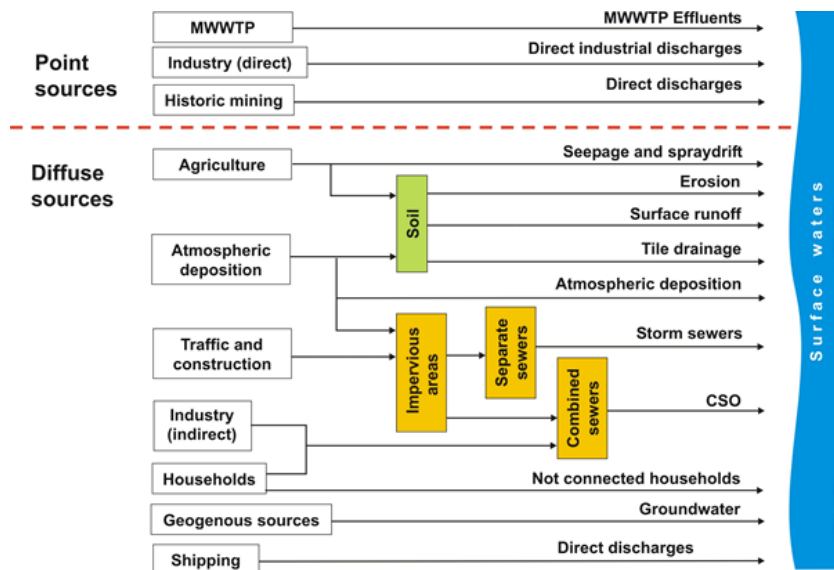 MWWTP
MWWTP Effluents
Point
sources
Industry (direct)
Direct industrial discharges
Historic mining
Direct discharges
Diffuse
sources
Agriculture
Seepage and spraydrift
Soil
Erosion
Surface runoff
Tile drainage
Atmospheric
deposition
Atmospheric deposition
Traffic and
construction
Impervious
areas
Separate
sewers
Storm sewers
Industry
(indirect)
Combined
sewers
CSO
Households
Not connected households
Geogenous sources
Groundwater
Shipping
Direct discharges
Surface waters